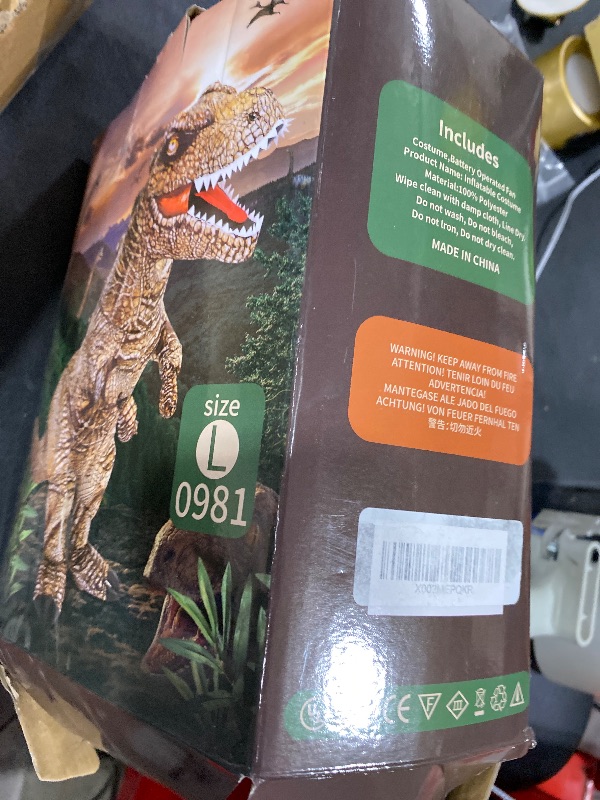 size
L
0981
Includes
Costume,Battery Operated Fan
Product Name: Inflatable Costume
Material:100% Polyester
Wipe clean with damp cloth, Line Dry,
Do not wash, Do not bleach,
Do not Iron, Do not dry clean.
MADE IN CHINA
WARNING! KEEP AWAY FROM FIRE
ATTENTION! TENIR LOIN DU FEU
ADVERTENCIA!
MANTEGASE ALE JADO DEL FUEGO
ACHTUNG! VON FEUER FERNHAL TEN
警告:切勿近火
CE
F